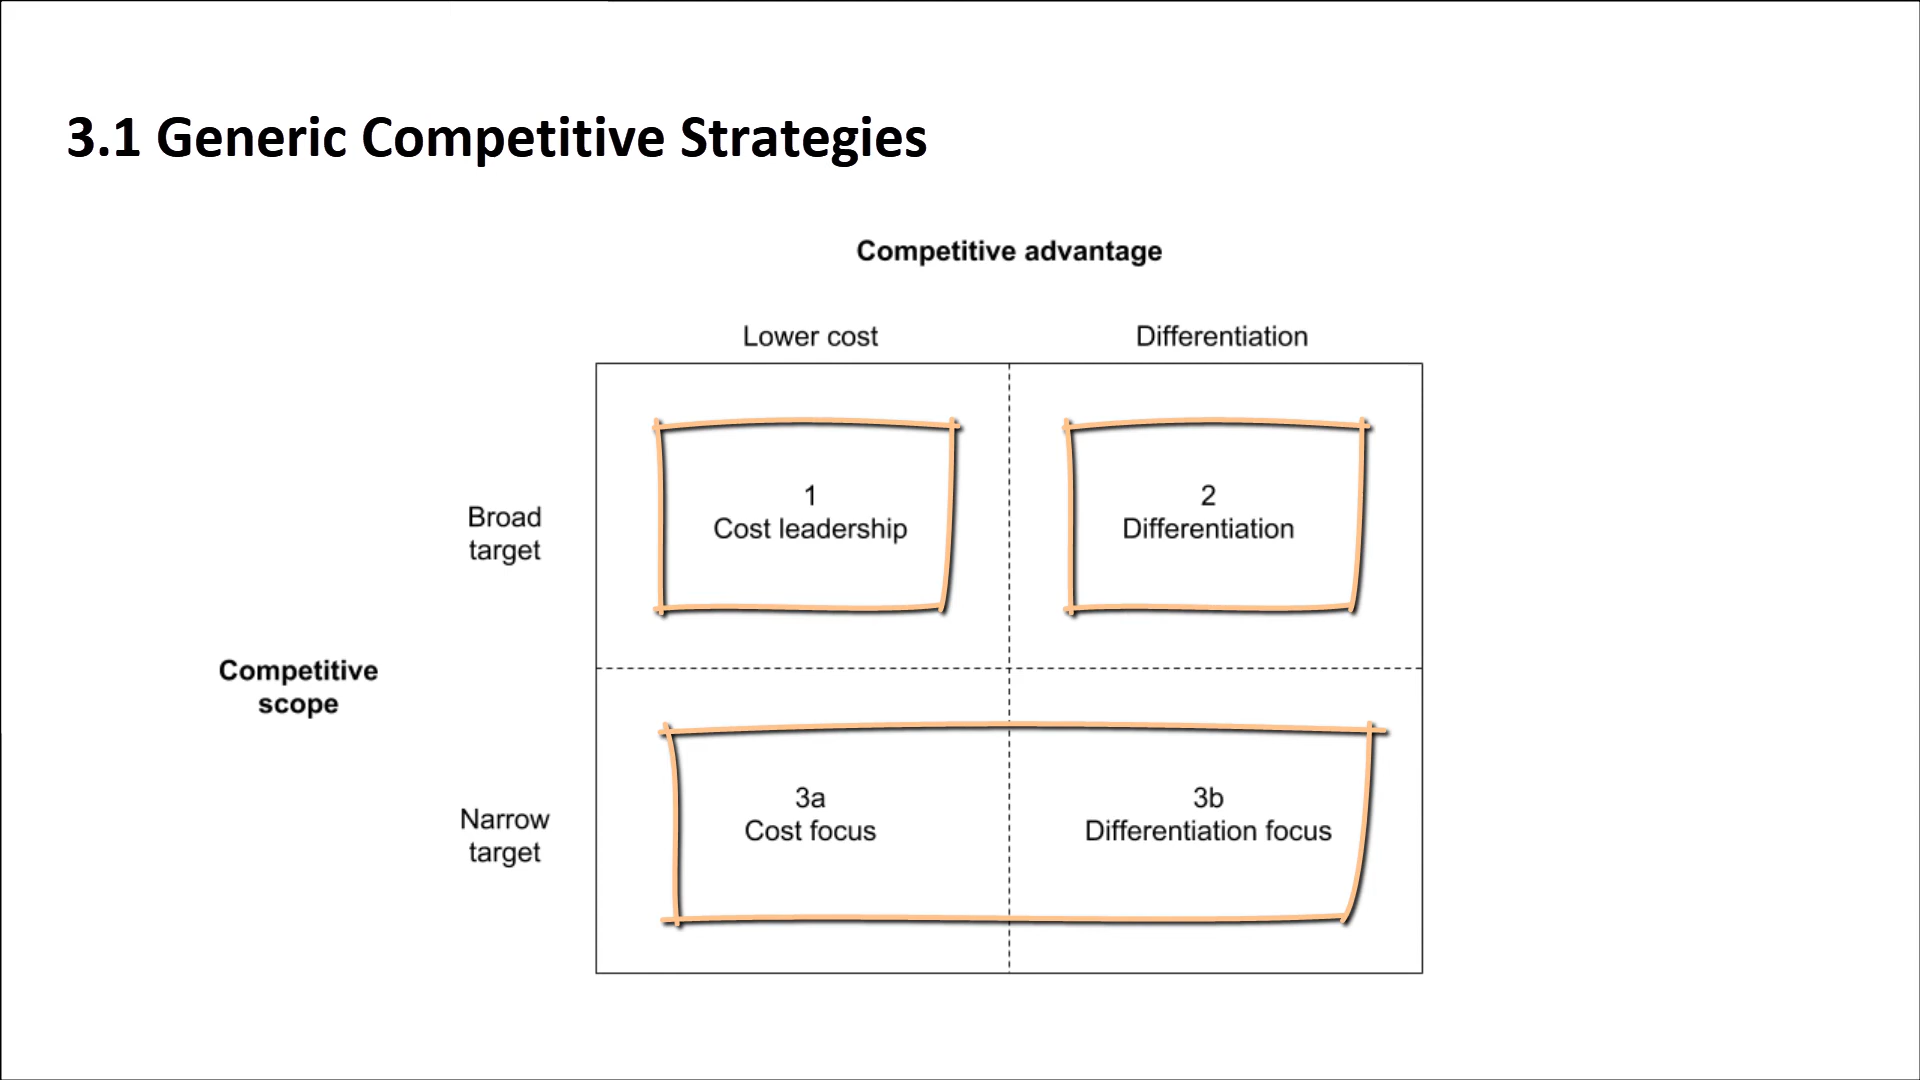 3.1 Generic Competitive Strategies
Competitive advantage
Lower cost
Differentiation
Broad
target
1
Cost leadership
2
Differentiation
Competitive
scope
Narrow
target
3a
Cost focus
3b
Differentiation focus